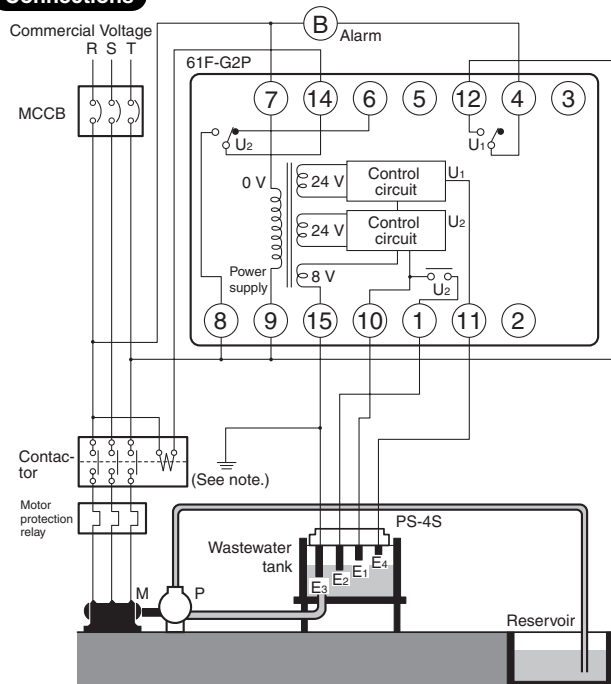 Connections
Commercial Voltage
R S T
B
Alarm
61F-G2P
MCCB
7 14 6 5 12 4 3
U2
U1
0 V
24 V
Control
circuit
U1
24 V
Control
circuit
U2
Power
supply
8 V
U2
8 9 15 10 1 11 2
Contac-
tor
(See note.)
Motor
protection
relay
PS-4S
Wastewater
tank
E3 E2 E1 E4
M P
Reservoir